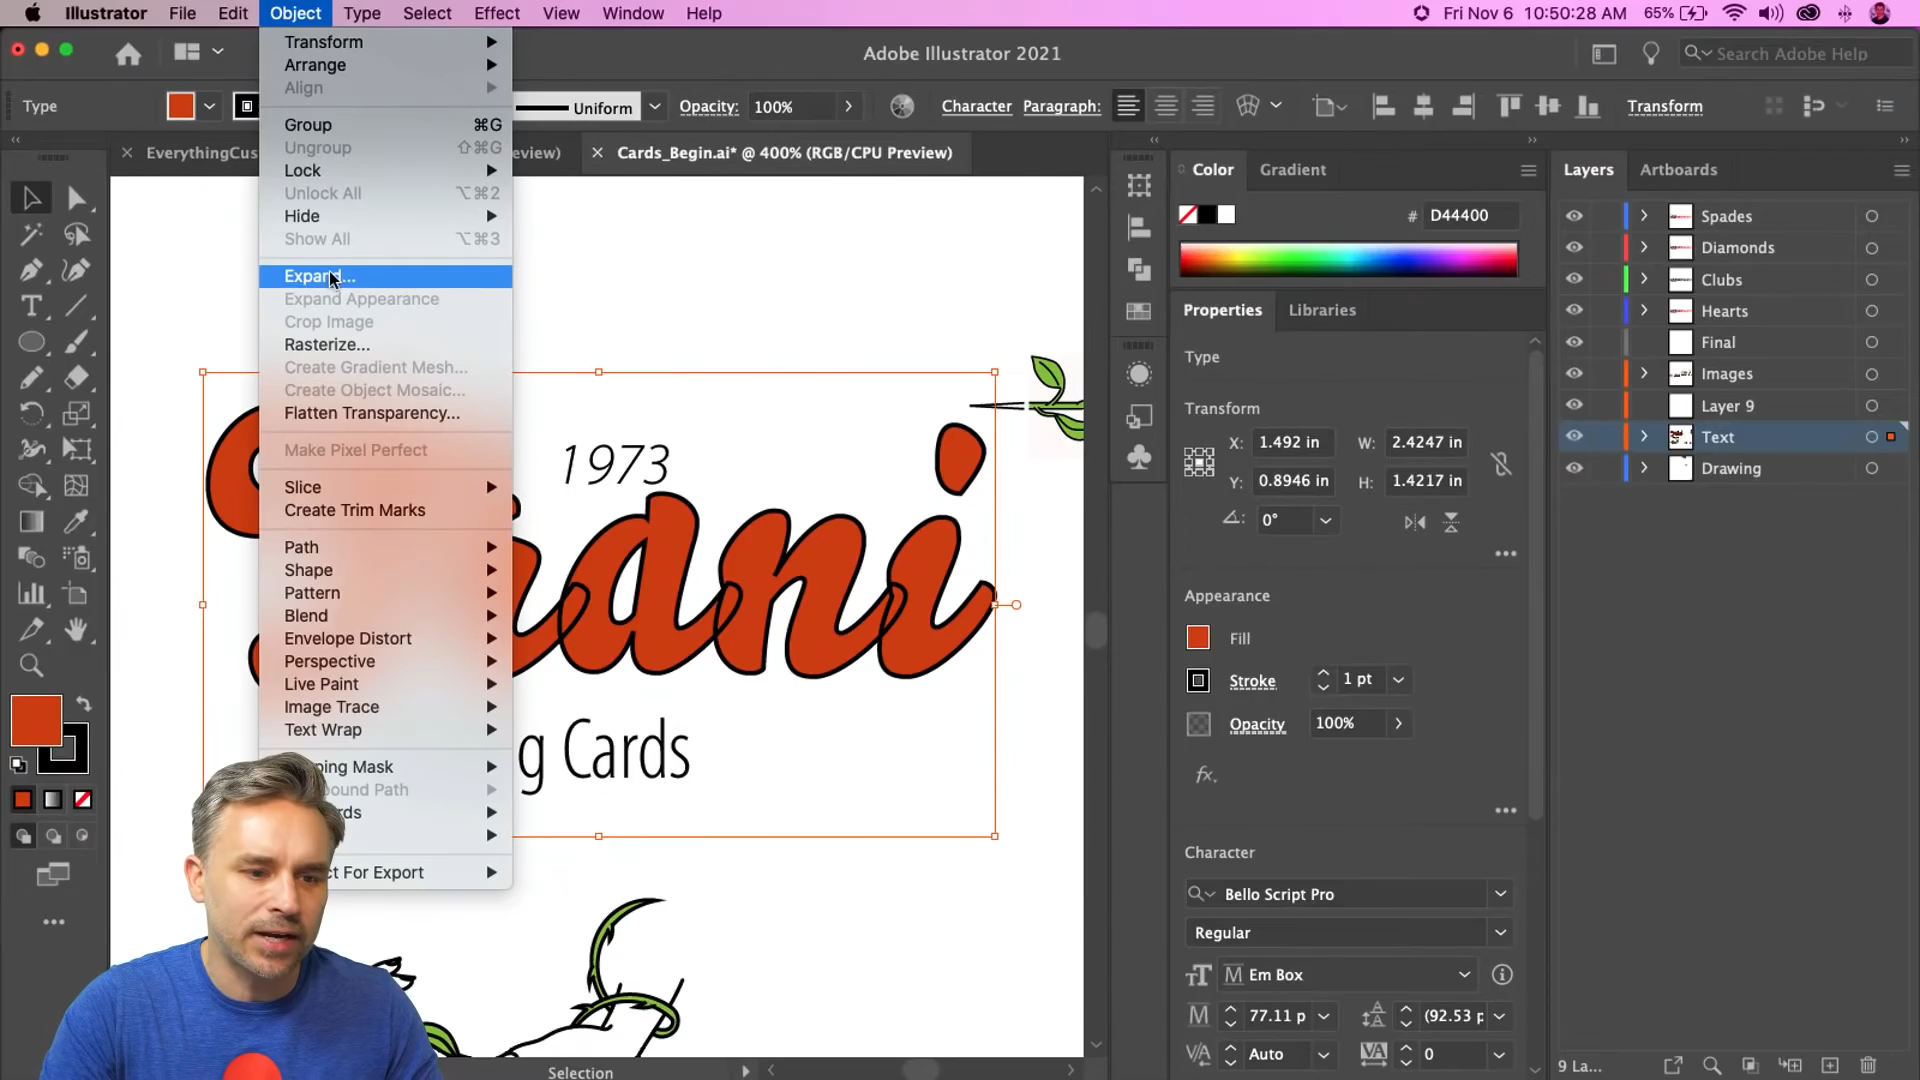 Illustrator File Edit Object Type Select Effect View Window Help
Fri Nov 6 10:50:28 AM 65%
Adobe Illustrator 2021
Search Adobe Help
Type
Uniform
Opacity: 100%
Character
Paragraph:
Transform
EverythingCus
eview)
Cards_Begin.ai* @ 400% (RGB/CPU Preview)
Transform
Arrange
Align
Group ⌘G
Ungroup ⇧⌘G
Lock
Unlock All ⌥⌘2
Hide
Show All ⌥⌘3
Expand...
Expand Appearance
Crop Image
Rasterize...
Create Gradient Mesh...
Create Object Mosaic...
Flatten Transparency...
Make Pixel Perfect
Slice
Create Trim Marks
Path
Shape
Pattern
Blend
Envelope Distort
Perspective
Live Paint
Image Trace
Text Wrap
ping Mask
ound Path
rds
ct For Export
1973
ani
g Cards
Selection
Color Gradient
# D44400
Properties Libraries
Type
Transform
X: 1.492 in W: 2.4247 in
Y: 0.8946 in H: 1.4217 in
0°
Appearance
Fill
Stroke 1 pt
Opacity 100%
fx.
Character
Bello Script Pro
Regular
Em Box
77.11 p (92.53 p
Auto 0
Layers Artboards
Spades
Diamonds
Clubs
Hearts
Final
Images
Layer 9
Text
Drawing
9 La...